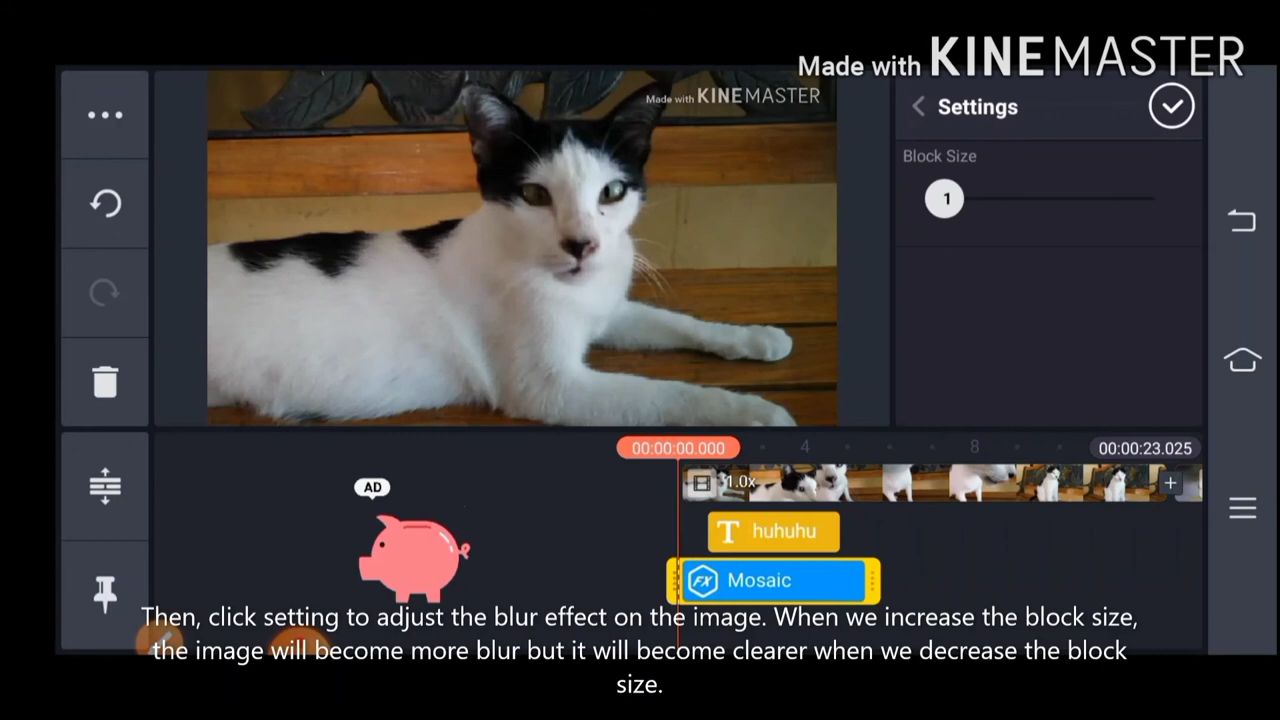 Made with KINEMASTER
Made with KINEMASTER
Settings
Block Size
1
00:00:00.000
4
8
00:00:23.025
1.0x
AD
T huhuhu
FX Mosaic
Then, click setting to adjust the blur effect on the image. When we increase the block size,
the image will become more blur but it will become clearer when we decrease the block
size.